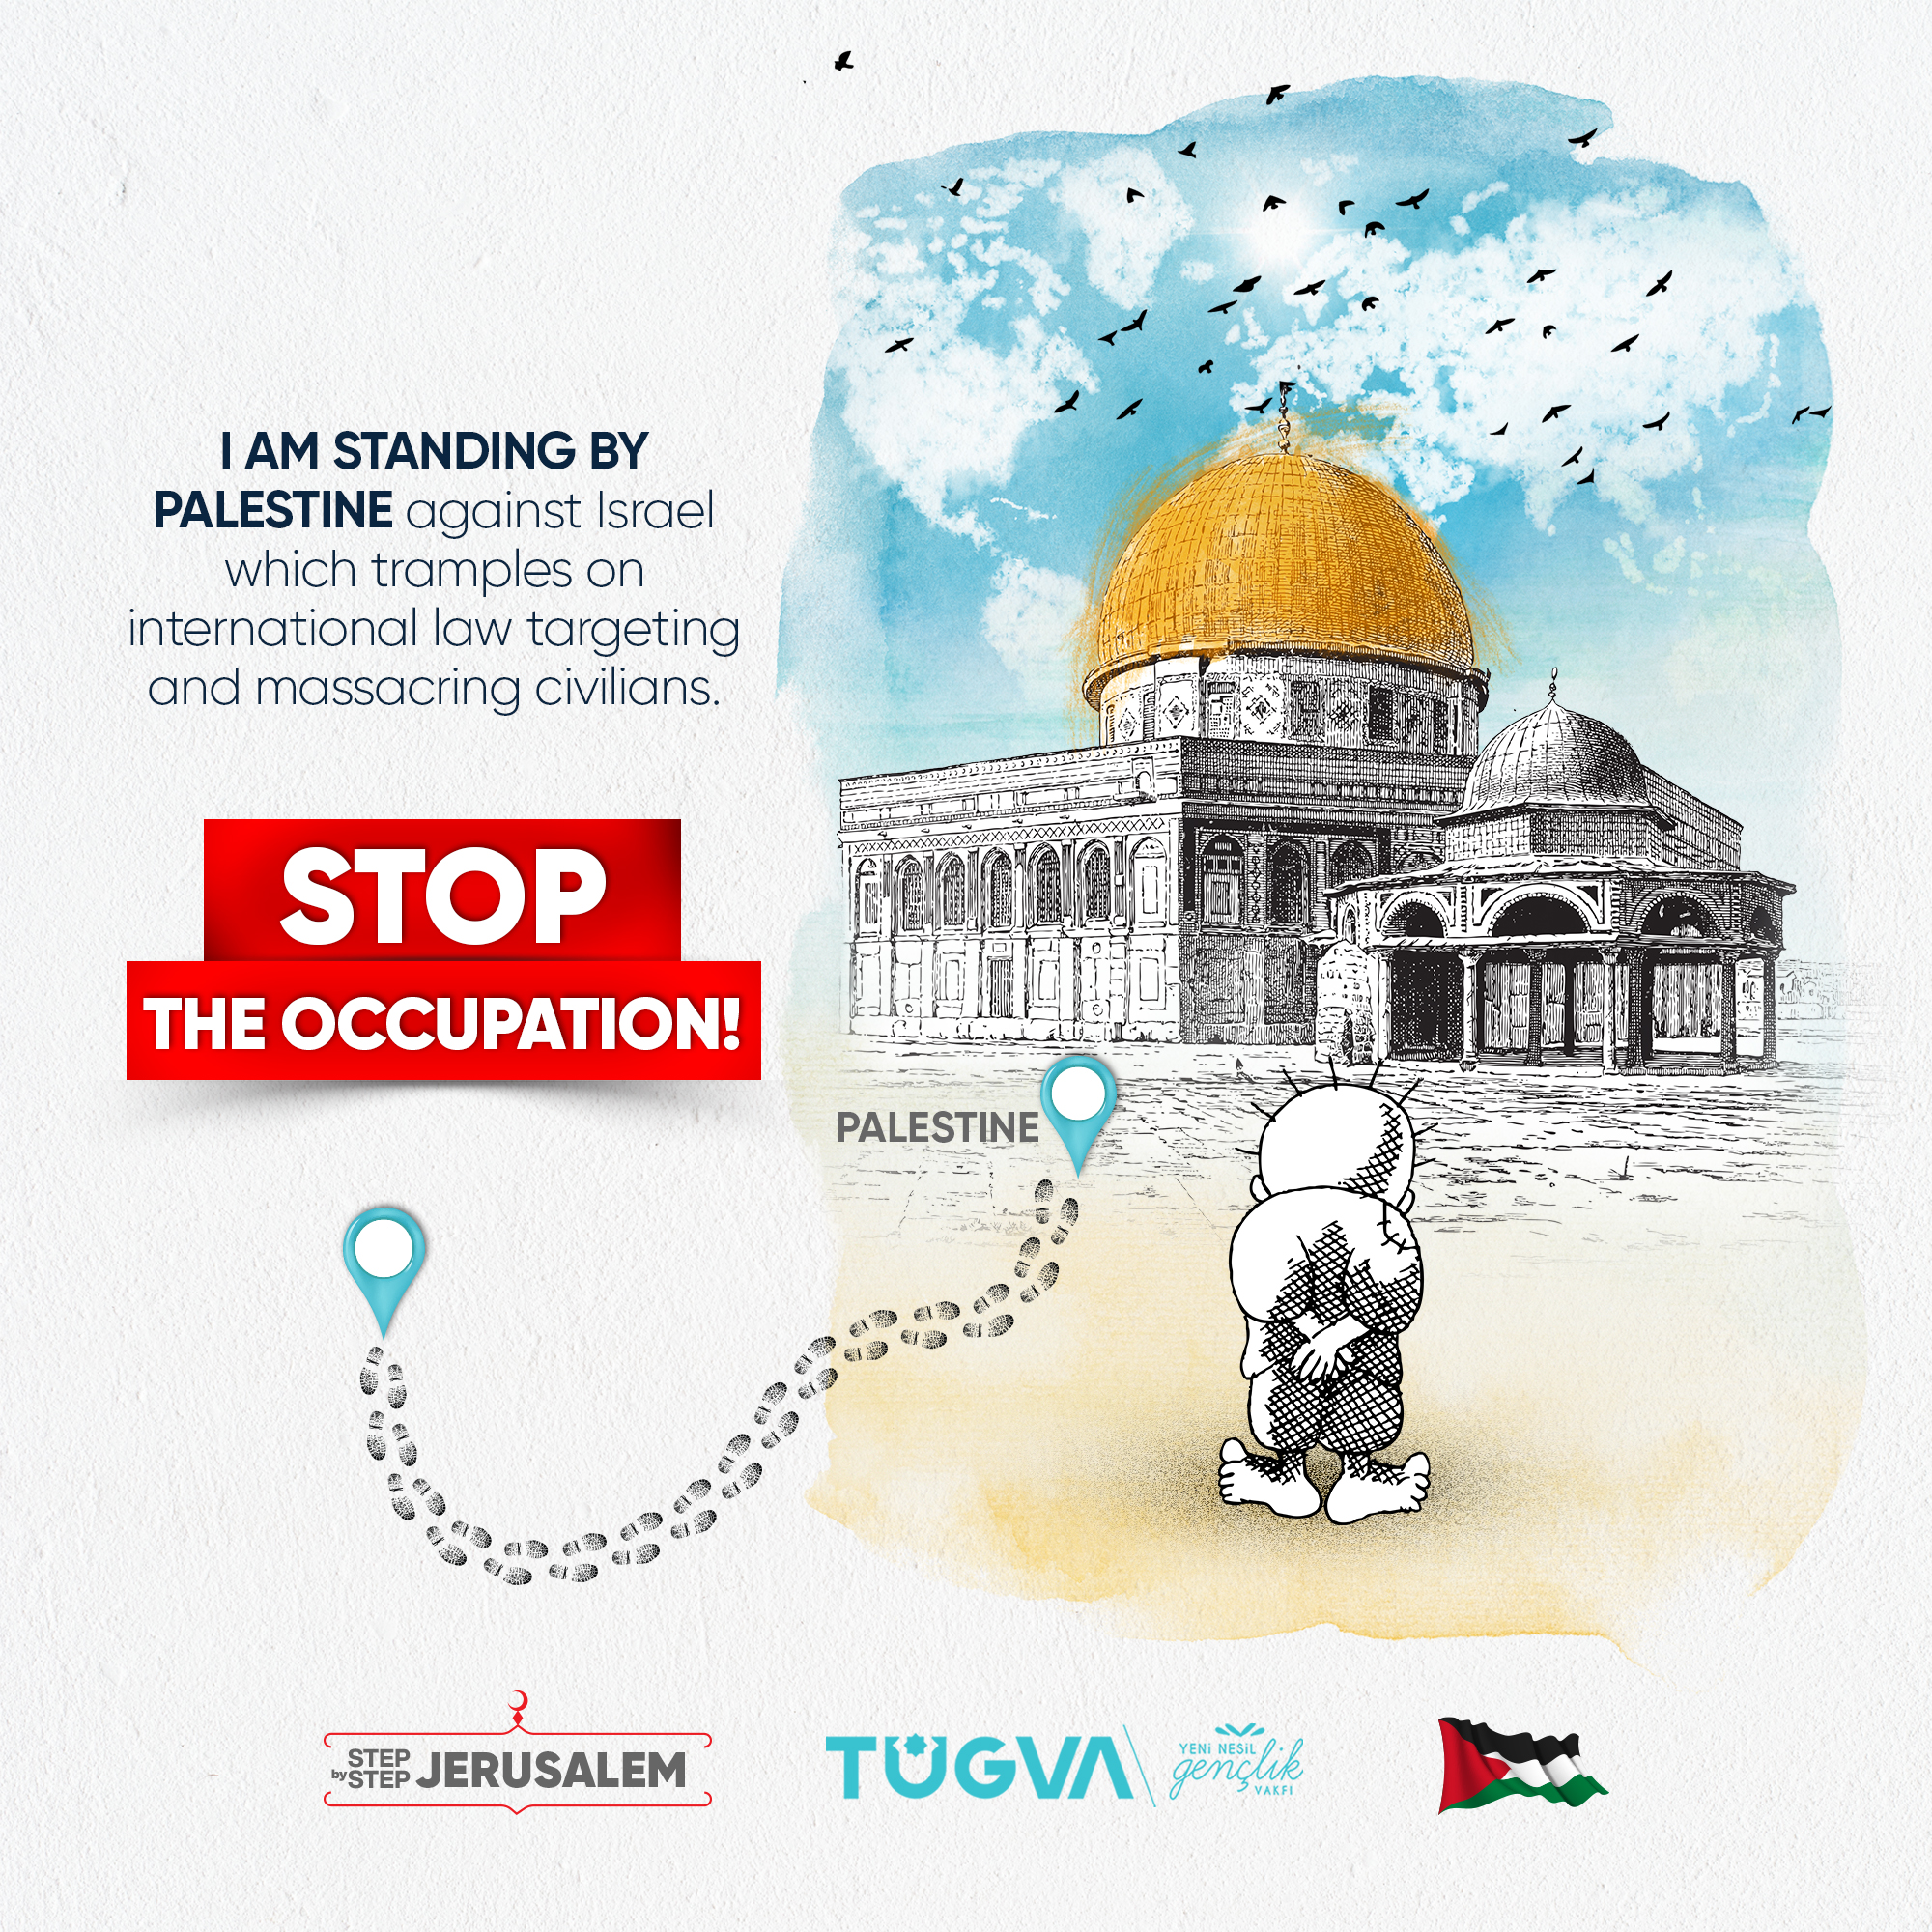 I AM STANDING BY
PALESTINE against Israel
which tramples on
international law targeting
and massacring civilians.
STOP
THE OCCUPATION!
PALESTINE
STEP
by STEP
JERUSALEM
TÜGVA
YENİ NESİL
gençlik
VAKFI